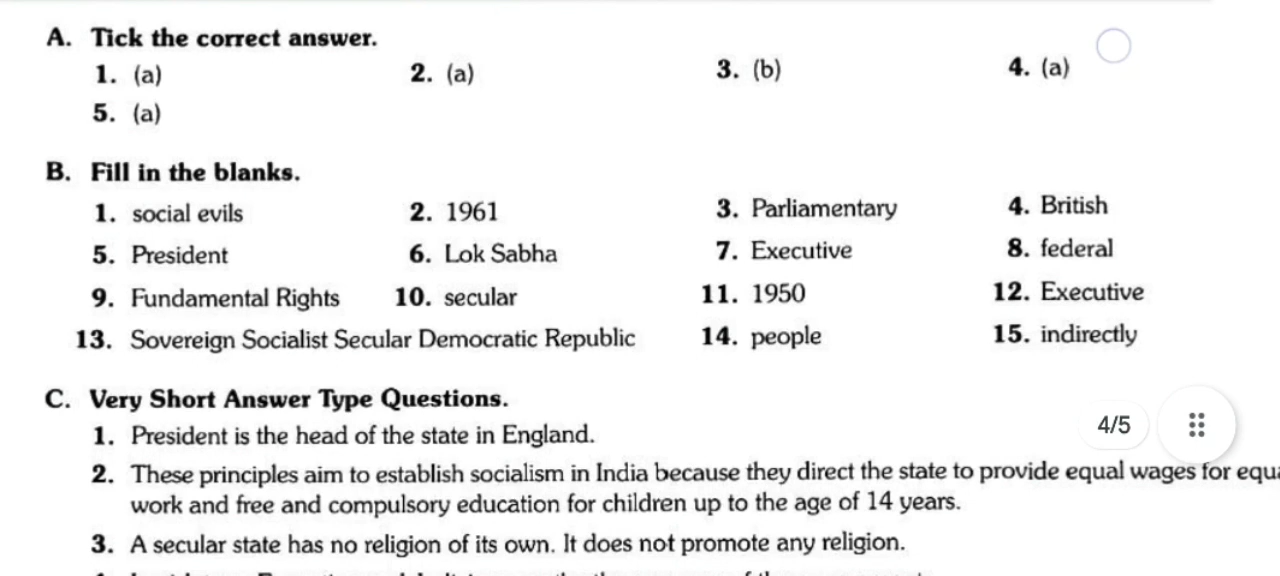 A. Tick the correct answer.
1. (a) 2. (a) 3. (b) 4. (a)
5. (a)
B. Fill in the blanks.
1. social evils 2. 1961 3. Parliamentary 4. British
5. President 6. Lok Sabha 7. Executive 8. federal
9. Fundamental Rights 10. secular 11. 1950 12. Executive
13. Sovereign Socialist Secular Democratic Republic 14. people 15. indirectly
C. Very Short Answer Type Questions.
1. President is the head of the state in England.
4/5
2. These principles aim to establish socialism in India because they direct the state to provide equal wages for equa
work and free and compulsory education for children up to the age of 14 years.
3. A secular state has no religion of its own. It does not promote any religion.